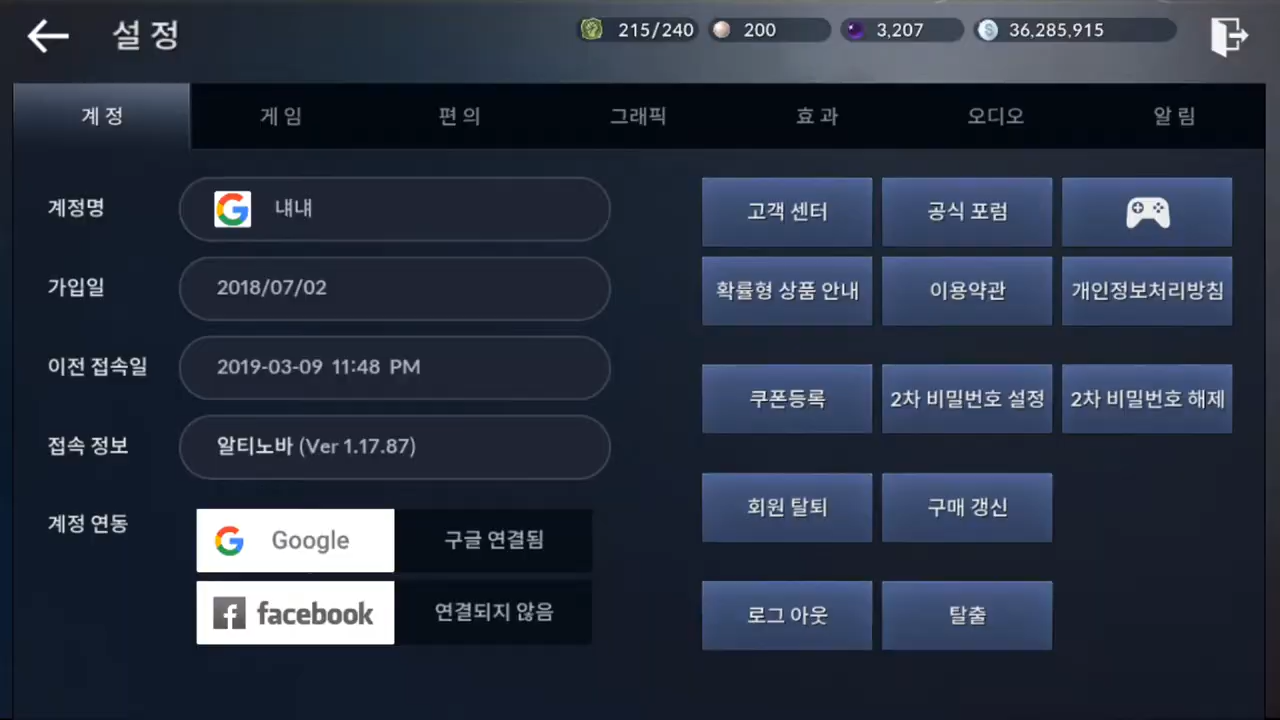 설정
215/240
200
3,207
36,285,915
계정
게임
편의
그래픽
효과
오디오
알림
계정명
내내
가입일
2018/07/02
이전 접속일
2019-03-09 11:48 PM
접속 정보
알티노바 (Ver 1.17.87)
계정 연동
Google
구글 연결됨
facebook
연결되지 않음
고객 센터
공식 포럼
확률형 상품 안내
이용약관
개인정보처리방침
쿠폰등록
2차 비밀번호 설정
2차 비밀번호 해제
회원 탈퇴
구매 갱신
로그 아웃
탈출